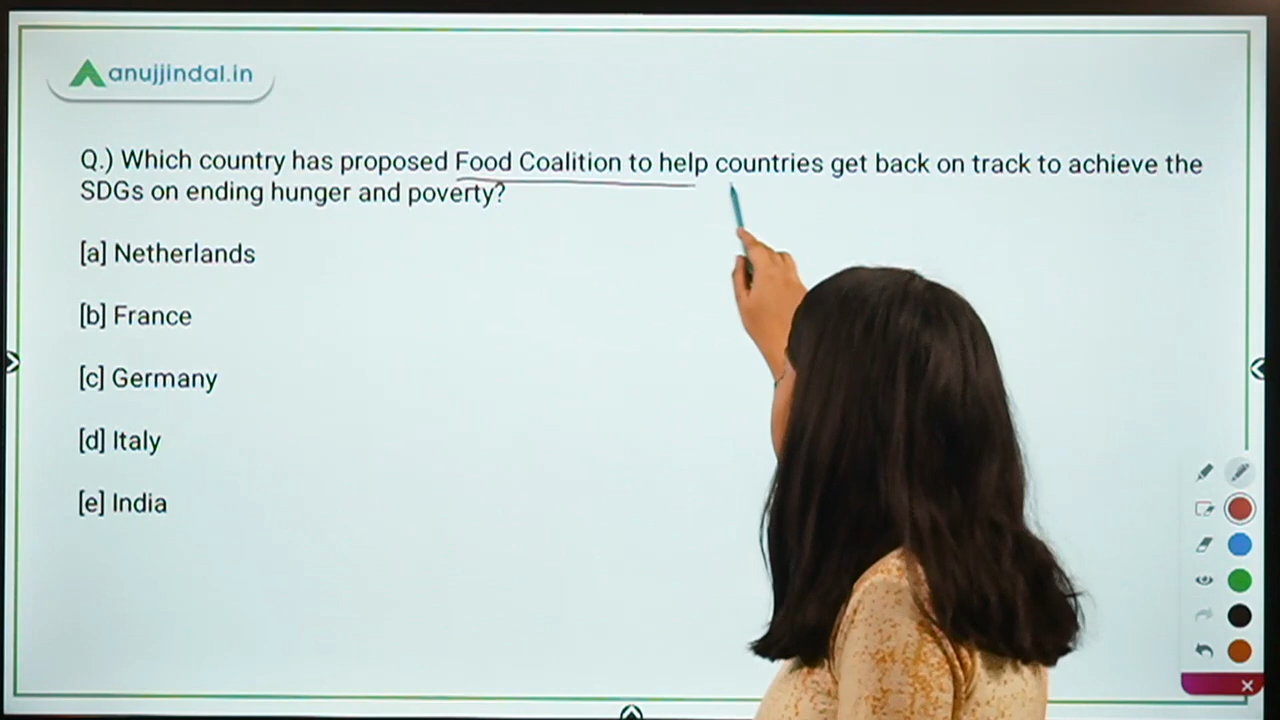 anujjindal.in
Q.) Which country has proposed Food Coalition to help countries get back on track to achieve the
SDGs on ending hunger and poverty?
[a] Netherlands
[b] France
[c] Germany
[d] Italy
[e] India